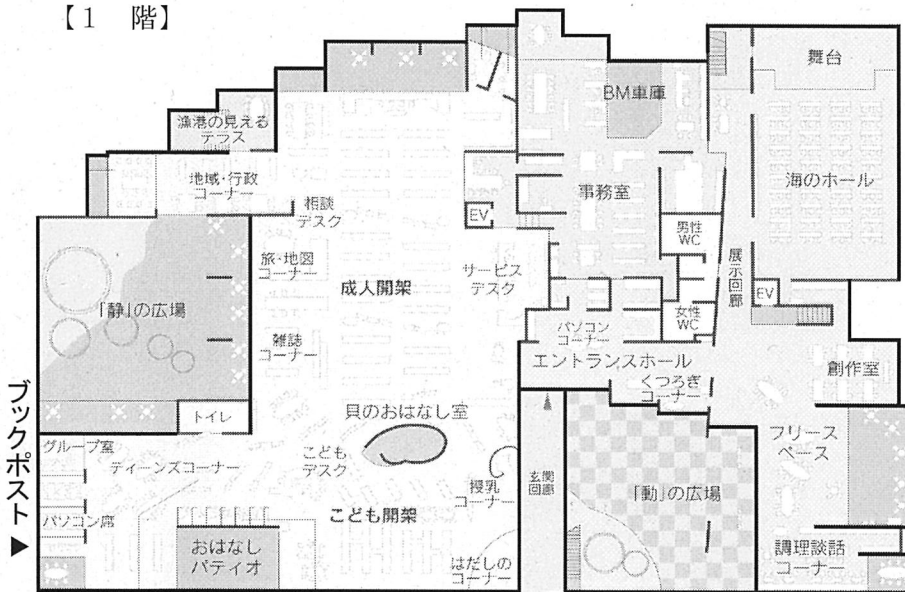 【1 階】
舞台
BM車庫
漁港の見える
テラス
海のホール
地域・行政
コーナー
相談
デスク
事務室
EV
男性
WC
展示回廊
旅・地図
コーナー
サービス
デスク
成人開架
「静」の広場
EV
女性
WC
雑誌
コーナー
パソコン
コーナー
エントランスホール
くつろぎ
コーナー
創作室
ブックポスト▶
トイレ
貝のおはなし室
グループ室
ティーンズコーナー
こども
デスク
フリース
ペース
授乳
コーナー
玄関
回廊
「動」の広場
パソコン席
こども開架
おはなし
パティオ
はだしの
コーナー
調理談話
コーナー